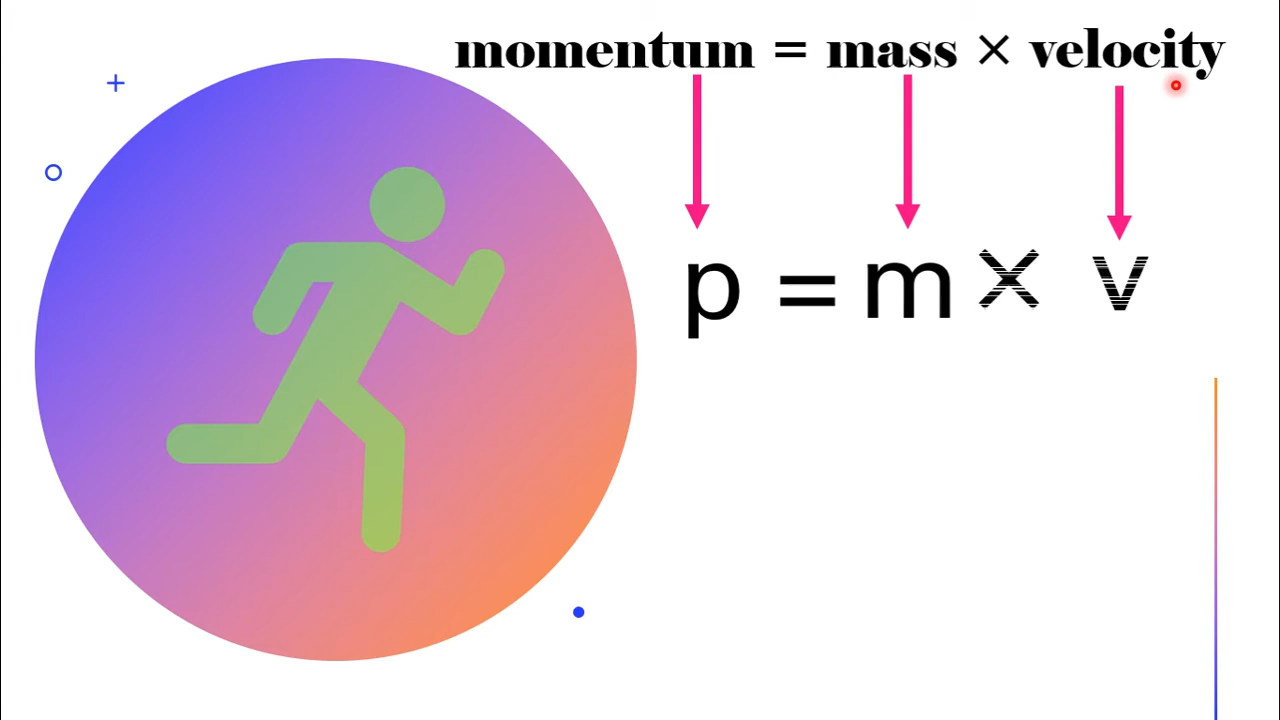 momentum = mass × velocity
p = m × v